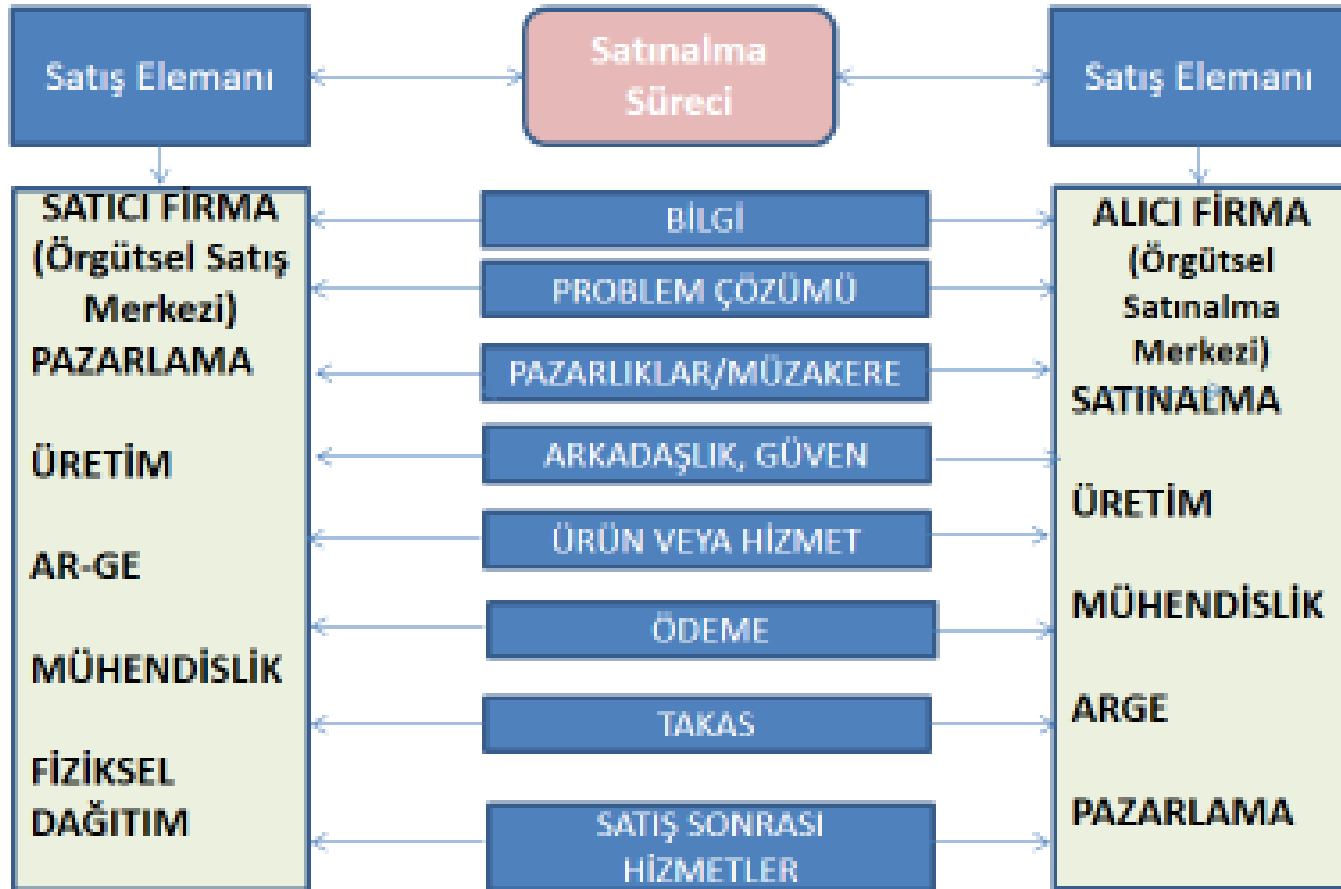 Satış Elemanı
Satınalma
Süreci
Satış Elemanı
SATICI FİRMA
(Örgütsel Satış
Merkezi)
PAZARLAMA
ÜRETİM
AR-GE
MÜHENDİSLİK
FİZİKSEL
DAĞITIM
BİLGİ
PROBLEM ÇÖZÜMÜ
PAZARLIKLAR/MÜZAKERE
ARKADAŞLIK, GÜVEN
ÜRÜN VEYA HİZMET
ÖDEME
TAKAS
SATIŞ SONRASI
HİZMETLER
ALICI FİRMA
(Örgütsel
Satınalma
Merkezi)
SATINALMA
ÜRETİM
MÜHENDİSLİK
ARGE
PAZARLAMA